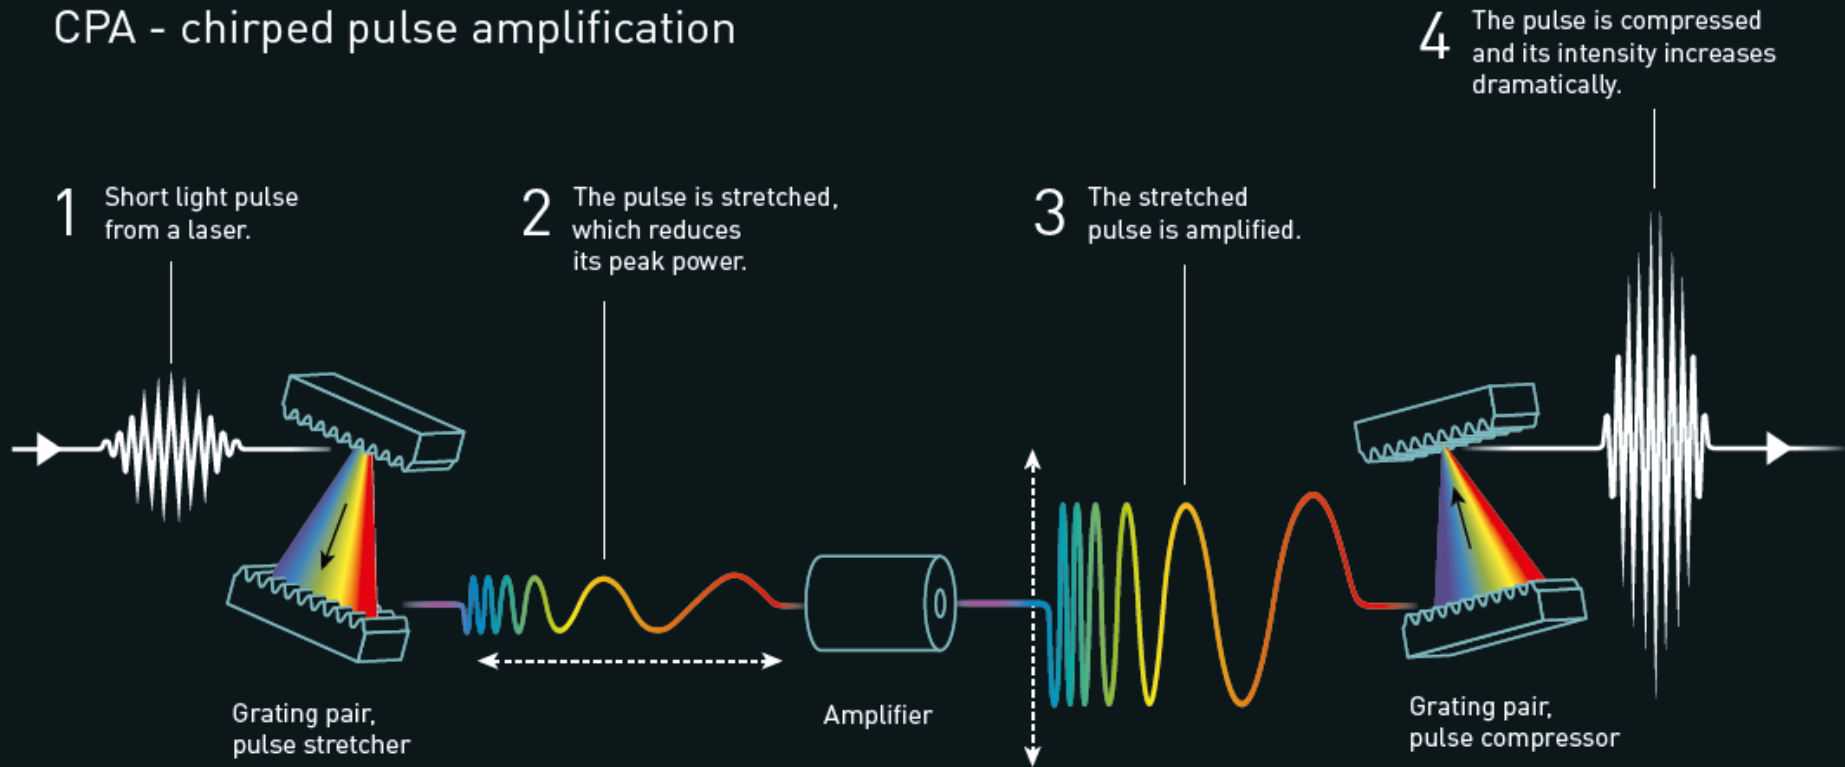 CPA - chirped pulse amplification
1
Short light pulse
from a laser.
2
The pulse is stretched,
which reduces
its peak power.
3
The stretched
pulse is amplified.
4
The pulse is compressed
and its intensity increases
dramatically.
Grating pair,
pulse stretcher
Amplifier
Grating pair,
pulse compressor